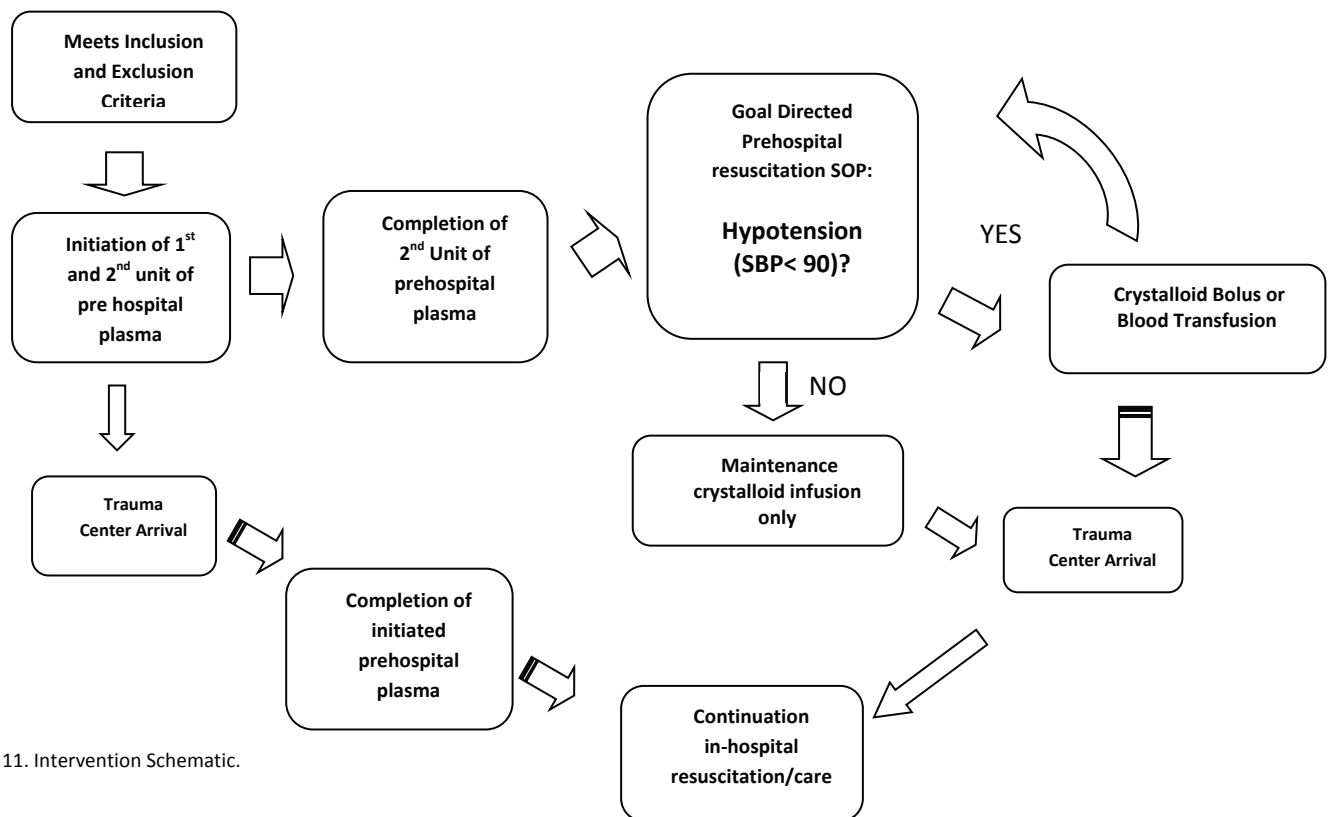 Meets Inclusion
and Exclusion
Criteria
Initiation of 1st
and 2nd unit of
pre hospital
plasma
Completion of
2nd Unit of
prehospital
plasma
Goal Directed
Prehospital
resuscitation SOP:
Hypotension
(SBP< 90)?
YES
Crystalloid Bolus or
Blood Transfusion
NO
Maintenance
crystalloid infusion
only
Trauma
Center Arrival
Trauma
Center Arrival
Completion of
initiated
prehospital
plasma
Continuation
in-hospital
resuscitation/care
11. Intervention Schematic.